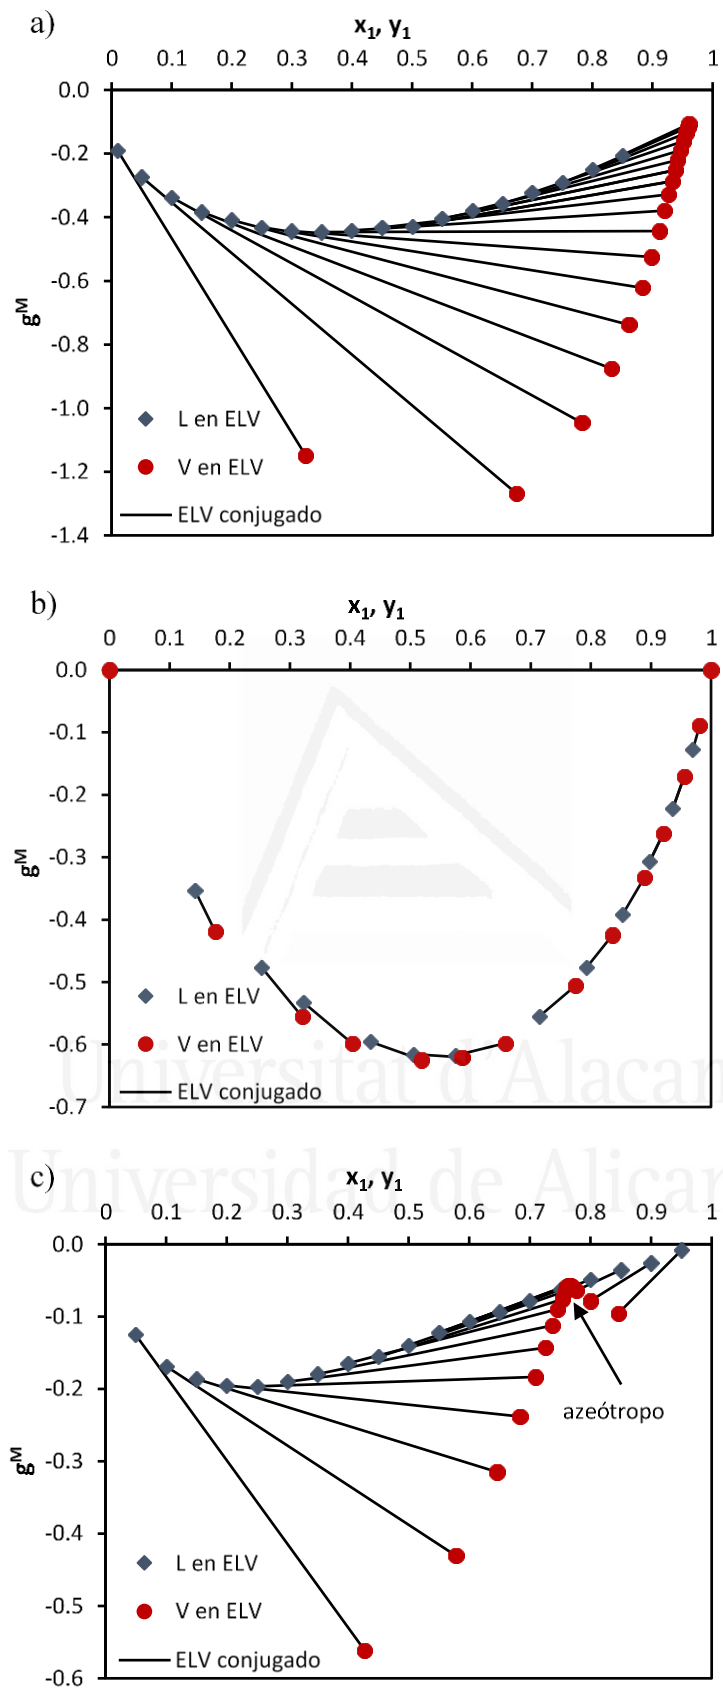 a)
x1, y1
0 0.1 0.2 0.3 0.4 0.5 0.6 0.7 0.8 0.9 1
0.0
-0.2
-0.4
-0.6
gM
-0.8
-1.0
L en ELV
-1.2
V en ELV
-1.4
ELV conjugado
b)
x1, y1
0 0.1 0.2 0.3 0.4 0.5 0.6 0.7 0.8 0.9 1
0.0
-0.1
-0.2
-0.3
gM
-0.4
-0.5
L en ELV
-0.6
V en ELV
Universitat d'Alacan
ELV conjugado
-0.7
Universidad de Alicar
c)
x1, y1
0 0.1 0.2 0.3 0.4 0.5 0.6 0.7 0.8 0.9 1
0.0
-0.1
-0.2
azeótropo
-0.3
gM
-0.4
-0.5
L en ELV
V en ELV
ELV conjugado
-0.6